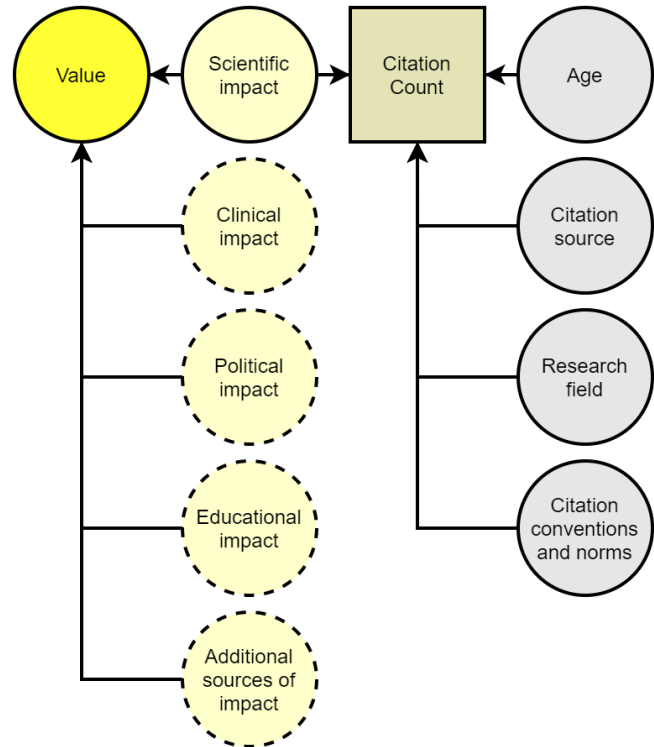 Value
Scientific
impact
Citation
Count
Age
Clinical
impact
Citation
source
Political
impact
Research
field
Educational
impact
Citation
conventions
and norms
Additional
sources of
impact